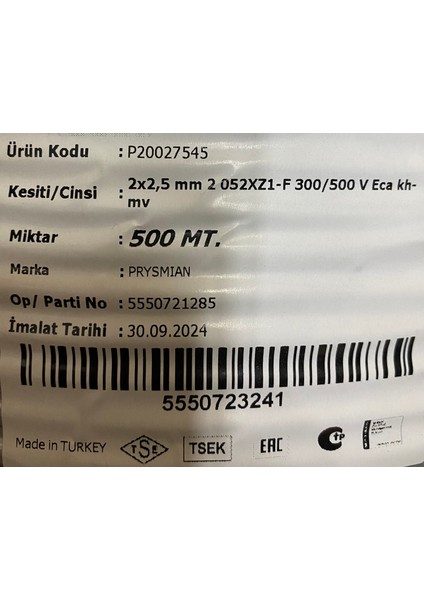 Ürün Kodu : P20027545
Kesiti/Cinsi : 2x2,5 mm 2 052XZ1-F 300/500 V Eca kh-
mv
Miktar : 500 MT.
Marka : PRYSMIAN
Op/ Parti No : 5550721285
İmalat Tarihi : 30.09.2024
5550723241
Made in TURKEY TSE TSEK EAC CTP